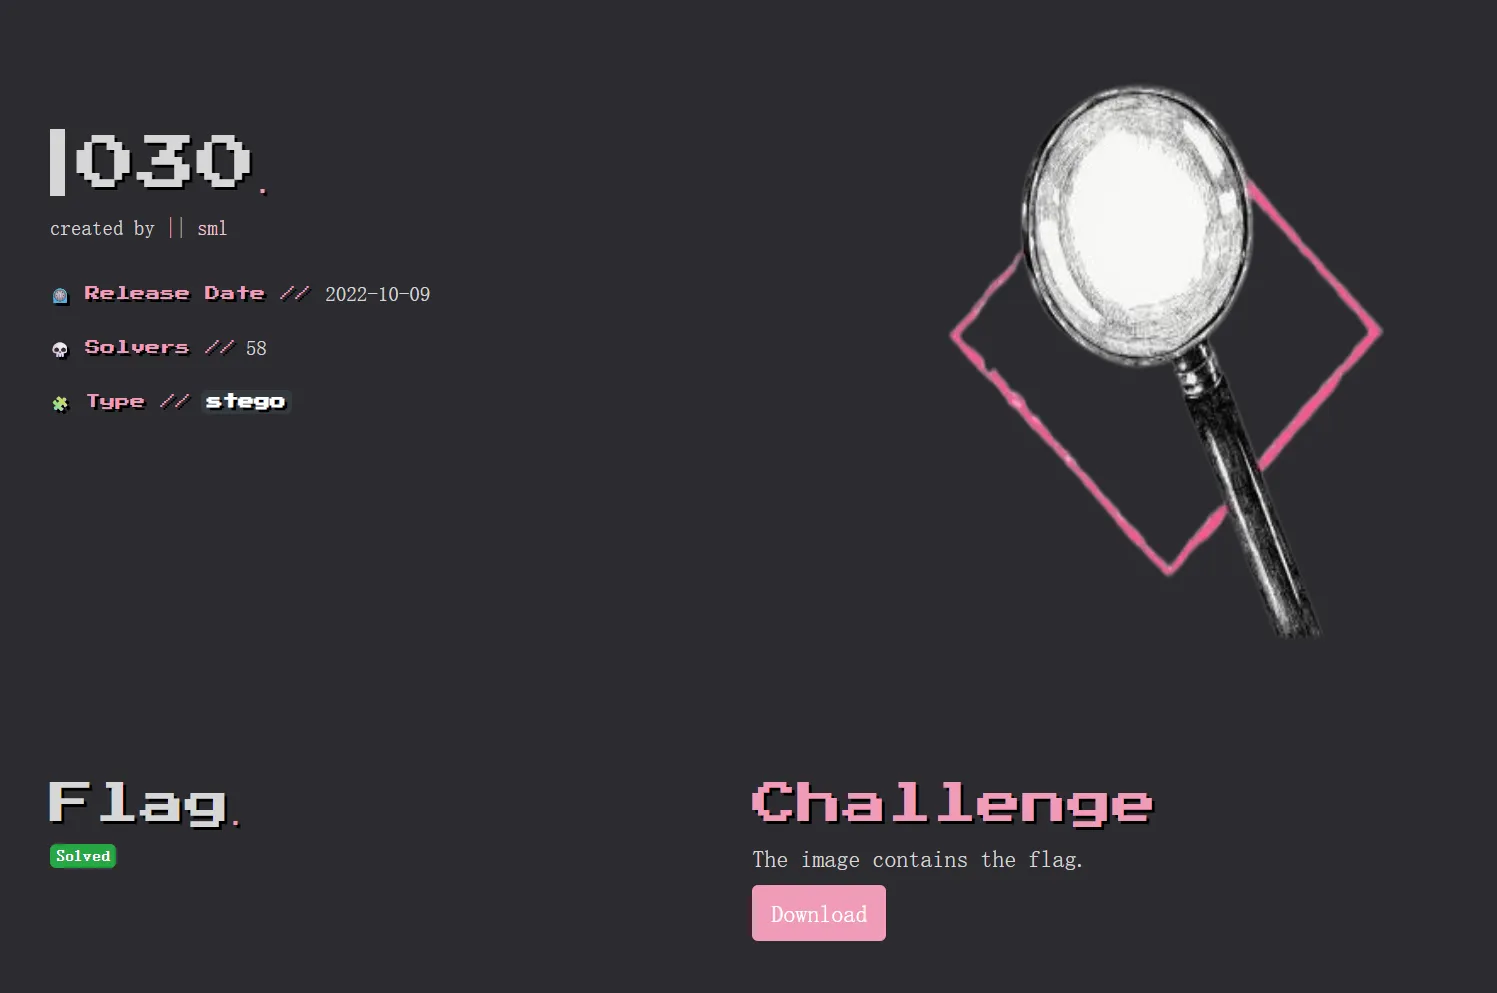 030.
created by || sml
Release Date // 2022-10-09
Solvers // 58
Type // stego
Flag.
Solved
Challenge
The image contains the flag.
Download